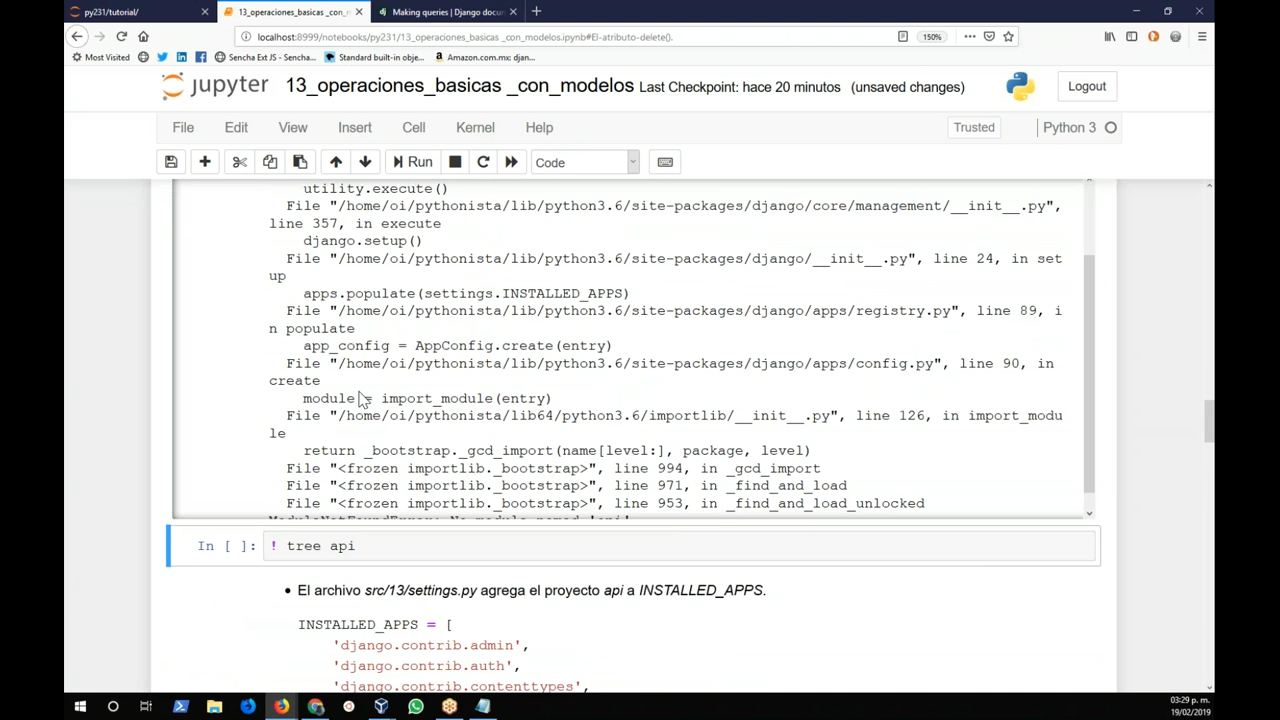 py231/tutorial/
13_operaciones_basicas _con_m
Making queries | Django docu
localhost:8999/notebooks/py231/13_operaciones_basicas _con_modelos.ipynb#El-atributo-delete().
150%
Most Visited
Sencha Ext JS - Sencha...
Standard built-in obje...
Amazon.com.mx: djan...
jupyter 13_operaciones_basicas _con_modelos Last Checkpoint: hace 20 minutos (unsaved changes)
Logout
File Edit View Insert Cell Kernel Help
Trusted
Python 3
Run
Code
utility.execute()
File "/home/oi/pythonista/lib/python3.6/site-packages/django/core/management/__init__.py",
line 357, in execute
django.setup()
File "/home/oi/pythonista/lib/python3.6/site-packages/django/__init__.py", line 24, in set
up
apps.populate(settings.INSTALLED_APPS)
File "/home/oi/pythonista/lib/python3.6/site-packages/django/apps/registry.py", line 89, i
n populate
app_config = AppConfig.create(entry)
File "/home/oi/pythonista/lib/python3.6/site-packages/django/apps/config.py", line 90, in
create
module = import_module(entry)
File "/home/oi/pythonista/lib64/python3.6/importlib/__init__.py", line 126, in import_modu
le
return _bootstrap._gcd_import(name[level:], package, level)
File "<frozen importlib._bootstrap>", line 994, in _gcd_import
File "<frozen importlib._bootstrap>", line 971, in _find_and_load
File "<frozen importlib._bootstrap>", line 953, in _find_and_load_unlocked
ModuleNotFoundError: No module named 'api'
In [ ]: ! tree api
• El archivo src/13/settings.py agrega el proyecto api a INSTALLED_APPS.
INSTALLED_APPS = [
'django.contrib.admin',
'django.contrib.auth',
'django.contrib.contenttypes',
03:29 p. m.
19/02/2019